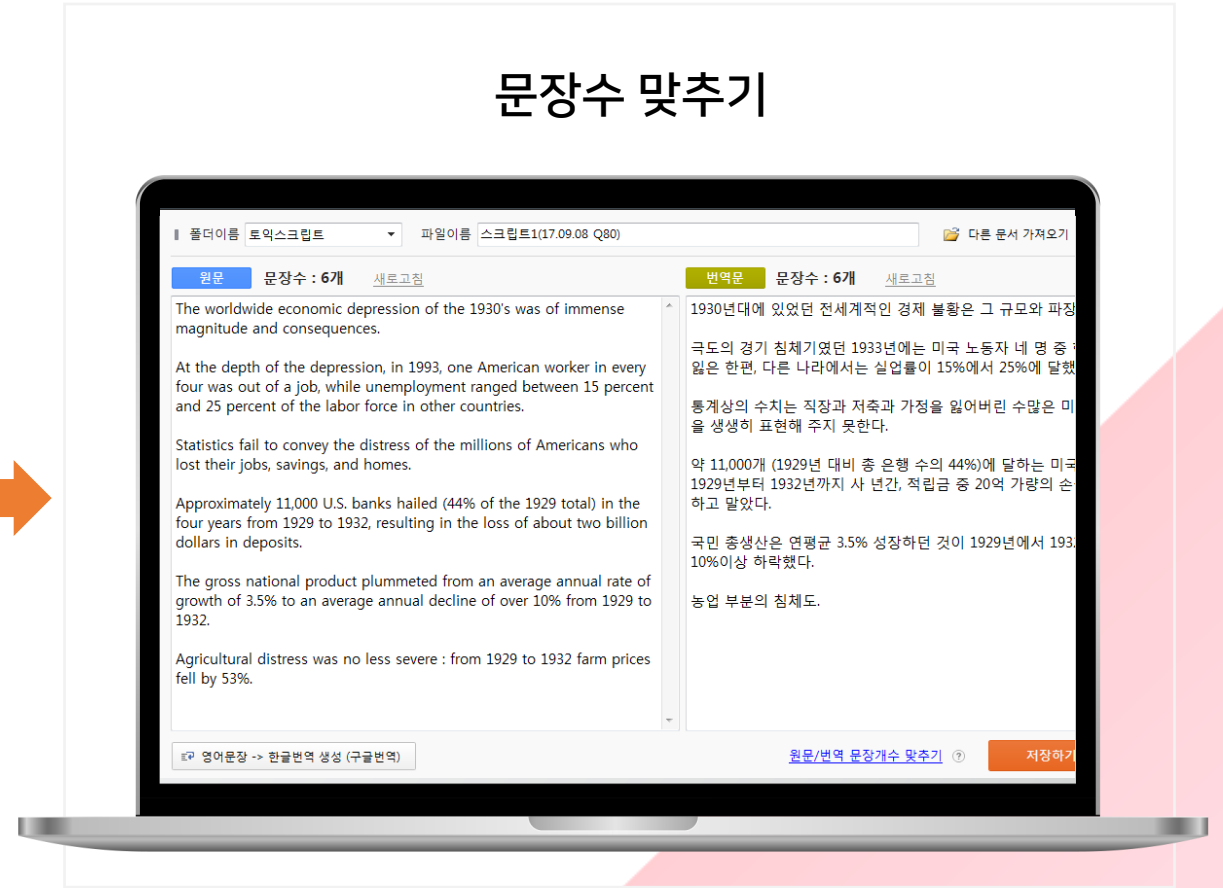 문장수 맞추기
폴더이름 토익스크립트 파일이름 스크립트1(17.09.08 Q80) 다른 문서 가져오기
원문 문장수 : 6개 새로고침
The worldwide economic depression of the 1930's was of immense
magnitude and consequences.
At the depth of the depression, in 1993, one American worker in every
four was out of a job, while unemployment ranged between 15 percent
and 25 percent of the labor force in other countries.
Statistics fail to convey the distress of the millions of Americans who
lost their jobs, savings, and homes.
Approximately 11,000 U.S. banks hailed (44% of the 1929 total) in the
four years from 1929 to 1932, resulting in the loss of about two billion
dollars in deposits.
The gross national product plummeted from an average annual rate of
growth of 3.5% to an average annual decline of over 10% from 1929 to
1932.
Agricultural distress was no less severe : from 1929 to 1932 farm prices
fell by 53%.
번역문 문장수 : 6개 새로고침
1930년대에 있었던 전세계적인 경제 불황은 그 규모와 파장
극도의 경기 침체기였던 1933년에는 미국 노동자 네 명 중
잃은 한편, 다른 나라에서는 실업률이 15%에서 25%에 달했
통계상의 수치는 직장과 저축과 가정을 잃어버린 수많은 미
을 생생히 표현해 주지 못한다.
약 11,000개 (1929년 대비 총 은행 수의 44%)에 달하는 미국
1929년부터 1932년까지 사 년간, 적립금 중 20억 가량의 손
하고 말았다.
국민 총생산은 연평균 3.5% 성장하던 것이 1929년에서 193
10%이상 하락했다.
농업 부분의 침체도.
영어문장 -> 한글번역 생성 (구글번역) 원문/번역 문장개수 맞추기 ? 저장하기